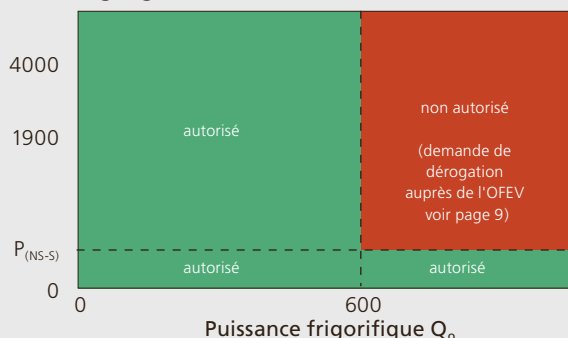 4000
1900
P(NS-S)
0
autorisé
non autorisé
(demande de
dérogation
auprès de l'OFEV
voir page 9)
autorisé
autorisé
0
600
Puissance frigorifique Qo